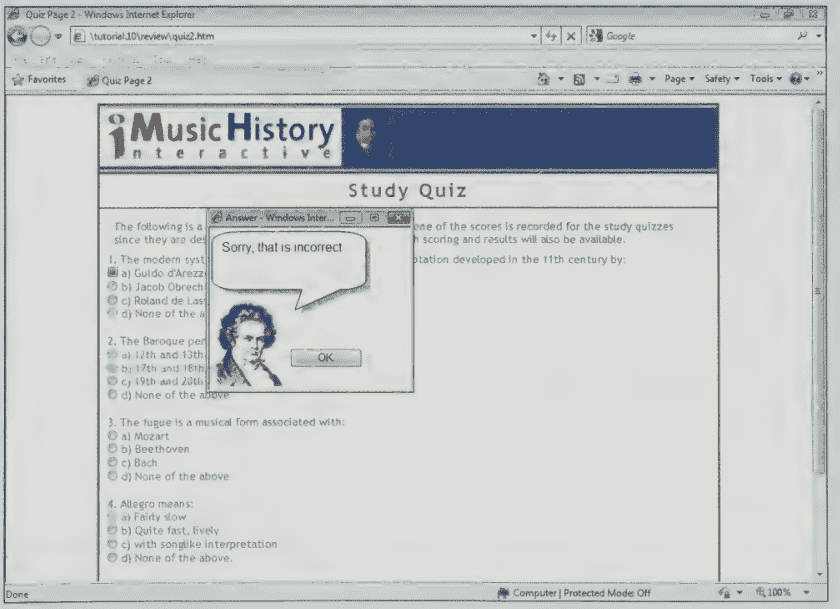 Quiz Page 2 - Windows Internet Explorer
\tutorial.10\review\quiz2.htm
Google
Favorites
Quiz Page 2
Page
Safety
Tools
iMusicHistory
interactive
Study Quiz
Answer - Windows Inter...
The following is a
one of the scores is recorded for the study quizzes
since they are des
h scoring and results will also be available.
Sorry, that is incorrect
1. The modern syst
otation developed in the 11th century by:
a) Guido d'Arezz
b) Jacob Obrech
c) Roland de Las
d) None of the a
2. The Baroque per
a) 12th and 13th
b) 17th and 18th
c) 19th and 20th
d) None of the above
OK
3. The fugue is a musical form associated with:
a) Mozart
b) Beethoven
c) Bach
d) None of the above
4. Allegro means:
a) Fairly slow
b) Quite fast, lively
c) with songlike interpretation
d) None of the above.
Done
Computer | Protected Mode: Off
100%